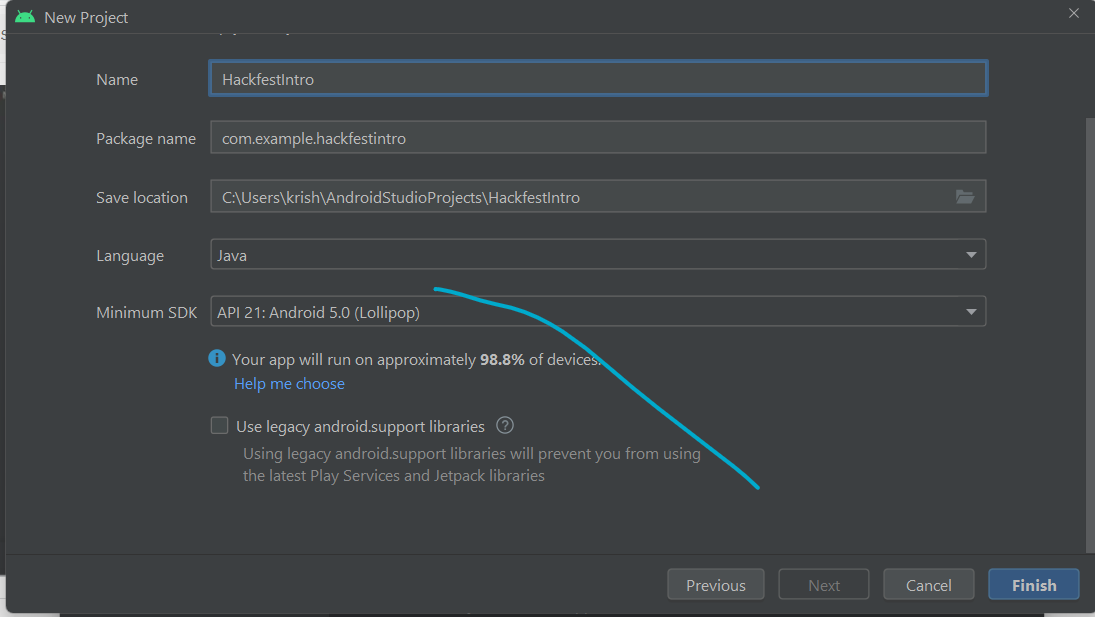 New Project
Name HackfestIntro
Package name com.example.hackfestintro
Save location C:\Users\krish\AndroidStudioProjects\HackfestIntro
Language Java
Minimum SDK API 21: Android 5.0 (Lollipop)
Your app will run on approximately 98.8% of devices.
Help me choose
Use legacy android.support libraries ?
Using legacy android.support libraries will prevent you from using
the latest Play Services and Jetpack libraries
Previous Next Cancel Finish